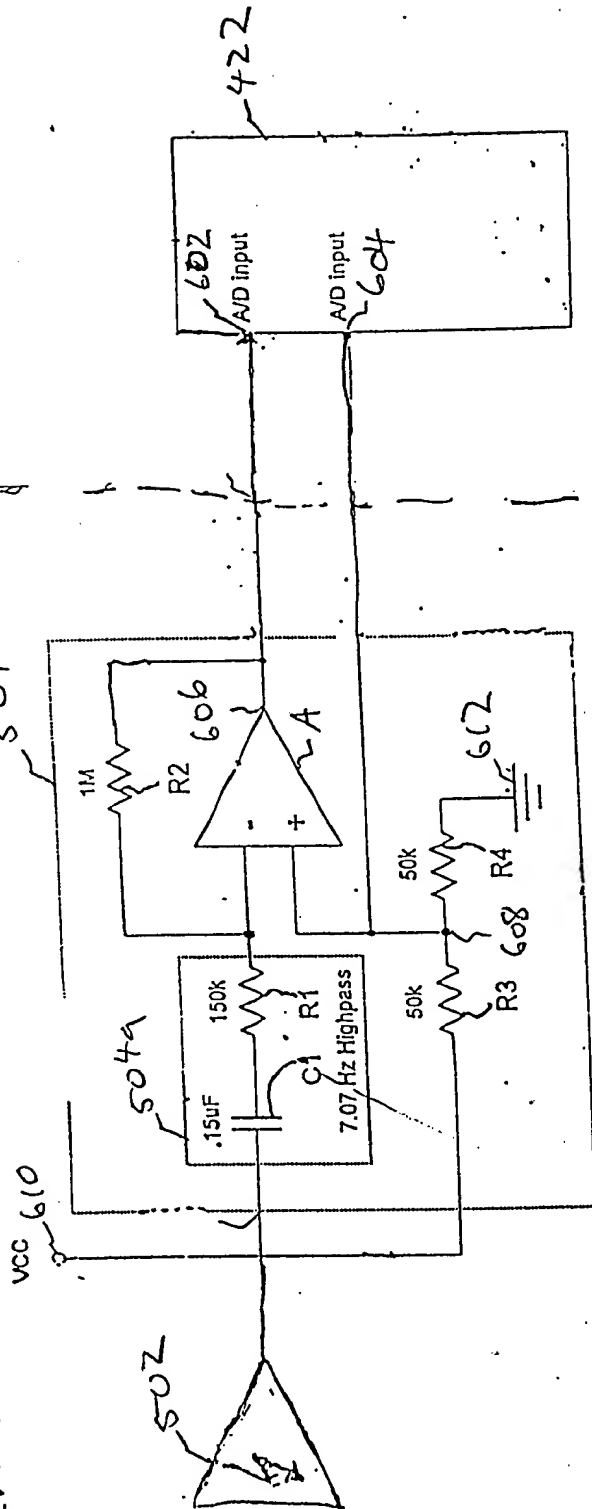 VCC 610
502
504a
.15uF
C1
7.07 Hz Highpass
150k
R1
1M
R2
606
A
-
+
50k
R3
608
50k
R4
612
602
A/D input
A/D input
604
422